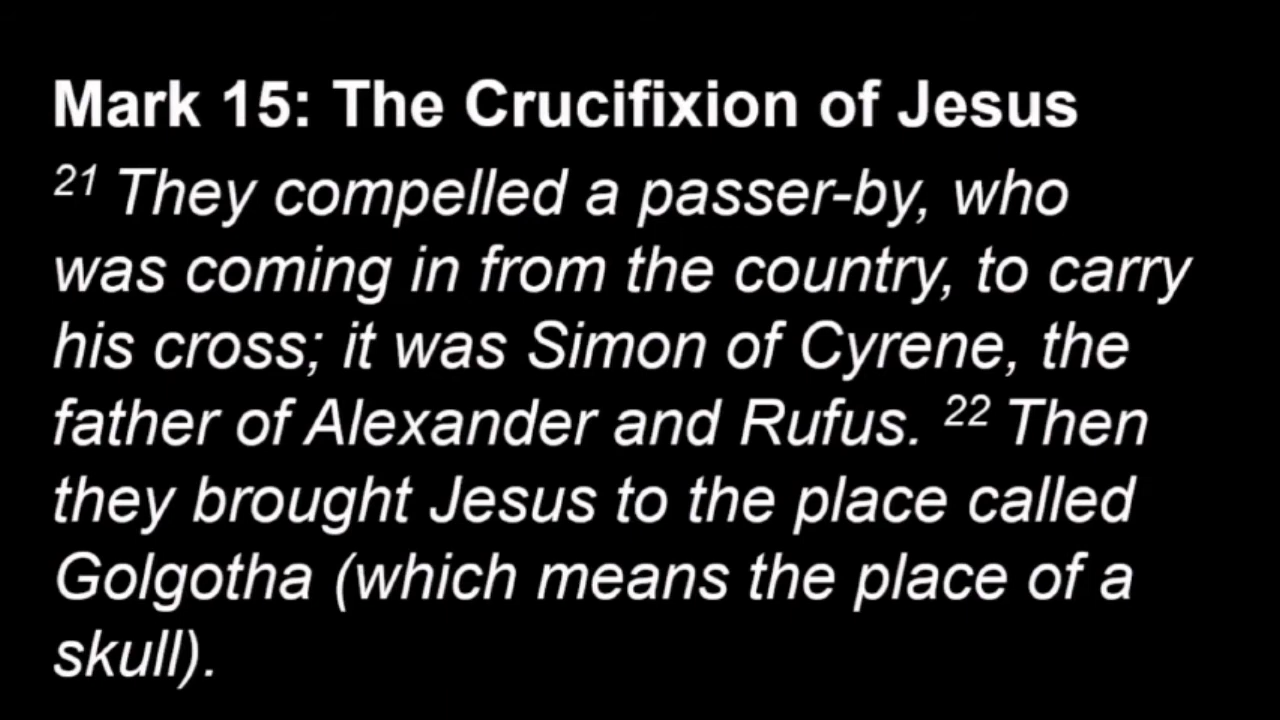 Mark 15: The Crucifixion of Jesus
21 They compelled a passer-by, who
was coming in from the country, to carry
his cross; it was Simon of Cyrene, the
father of Alexander and Rufus. 22 Then
they brought Jesus to the place called
Golgotha (which means the place of a
skull).